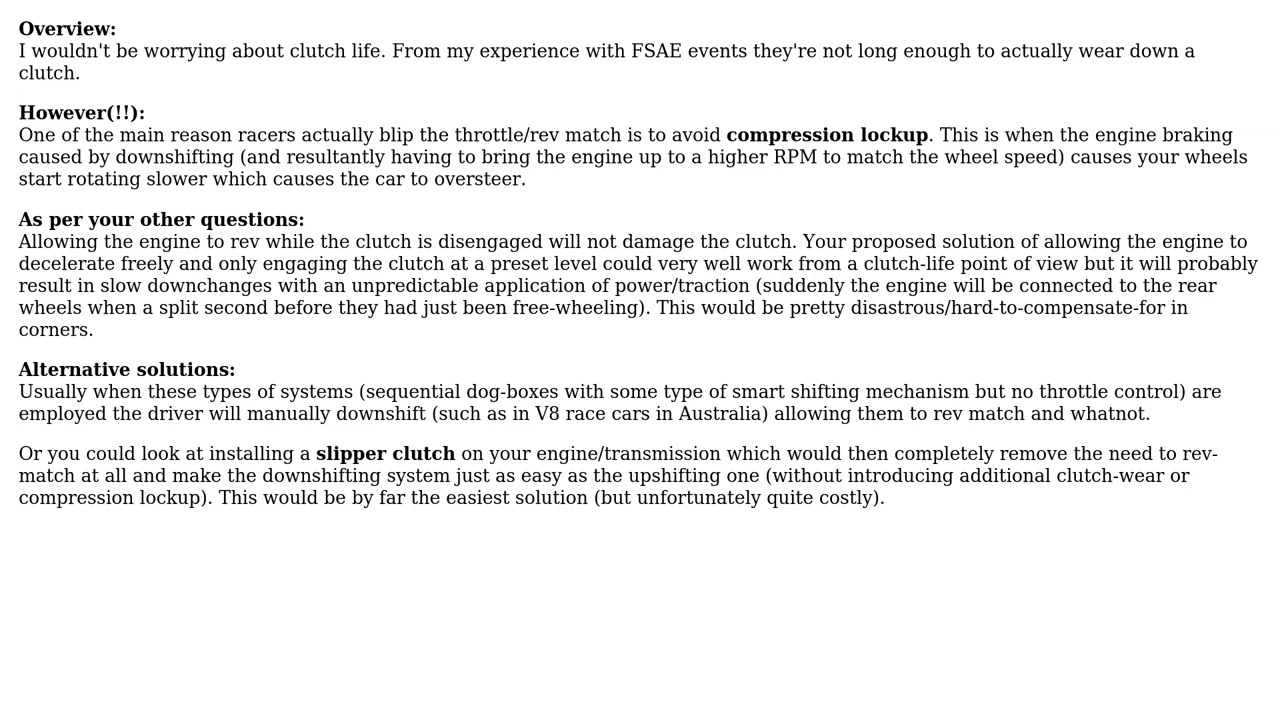 Overview:
I wouldn't be worrying about clutch life. From my experience with FSAE events they're not long enough to actually wear down a
clutch.
However(!!):
One of the main reason racers actually blip the throttle/rev match is to avoid compression lockup. This is when the engine braking
caused by downshifting (and resultantly having to bring the engine up to a higher RPM to match the wheel speed) causes your wheels
start rotating slower which causes the car to oversteer.
As per your other questions:
Allowing the engine to rev while the clutch is disengaged will not damage the clutch. Your proposed solution of allowing the engine to
decelerate freely and only engaging the clutch at a preset level could very well work from a clutch-life point of view but it will probably
result in slow downchanges with an unpredictable application of power/traction (suddenly the engine will be connected to the rear
wheels when a split second before they had just been free-wheeling). This would be pretty disastrous/hard-to-compensate-for in
corners.
Alternative solutions:
Usually when these types of systems (sequential dog-boxes with some type of smart shifting mechanism but no throttle control) are
employed the driver will manually downshift (such as in V8 race cars in Australia) allowing them to rev match and whatnot.
Or you could look at installing a slipper clutch on your engine/transmission which would then completely remove the need to rev-
match at all and make the downshifting system just as easy as the upshifting one (without introducing additional clutch-wear or
compression lockup). This would be by far the easiest solution (but unfortunately quite costly).